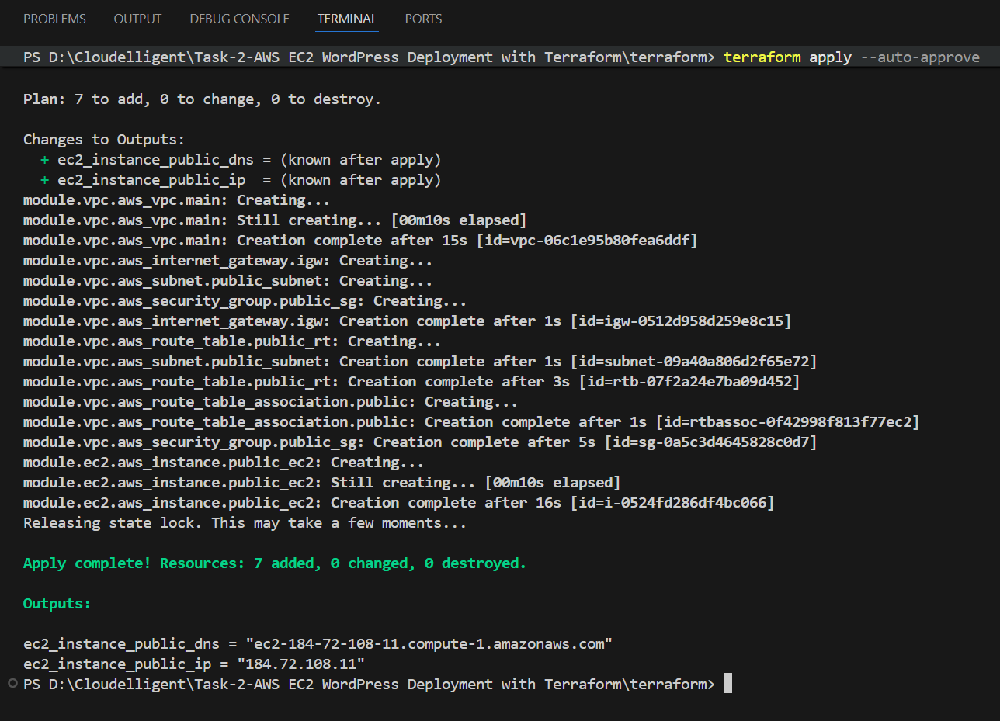 PROBLEMS OUTPUT DEBUG CONSOLE TERMINAL PORTS
PS D:\Cloudelligent\Task-2-AWS EC2 WordPress Deployment with Terraform\terraform> terraform apply --auto-approve
Plan: 7 to add, 0 to change, 0 to destroy.
Changes to Outputs:
+ ec2_instance_public_dns = (known after apply)
+ ec2_instance_public_ip  = (known after apply)
module.vpc.aws_vpc.main: Creating...
module.vpc.aws_vpc.main: Still creating... [00m10s elapsed]
module.vpc.aws_vpc.main: Creation complete after 15s [id=vpc-06c1e95b80fea6ddf]
module.vpc.aws_internet_gateway.igw: Creating...
module.vpc.aws_subnet.public_subnet: Creating...
module.vpc.aws_security_group.public_sg: Creating...
module.vpc.aws_internet_gateway.igw: Creation complete after 1s [id=igw-0512d958d259e8c15]
module.vpc.aws_route_table.public_rt: Creating...
module.vpc.aws_subnet.public_subnet: Creation complete after 1s [id=subnet-09a40a806d2f65e72]
module.vpc.aws_route_table.public_rt: Creation complete after 3s [id=rtb-07f2a24e7ba09d452]
module.vpc.aws_route_table_association.public: Creating...
module.vpc.aws_route_table_association.public: Creation complete after 1s [id=rtbassoc-0f42998f813f77ec2]
module.vpc.aws_security_group.public_sg: Creation complete after 5s [id=sg-0a5c3d4645828c0d7]
module.ec2.aws_instance.public_ec2: Creating...
module.ec2.aws_instance.public_ec2: Still creating... [00m10s elapsed]
module.ec2.aws_instance.public_ec2: Creation complete after 16s [id=i-0524fd286df4bc066]
Releasing state lock. This may take a few moments...
Apply complete! Resources: 7 added, 0 changed, 0 destroyed.
Outputs:
ec2_instance_public_dns = "ec2-184-72-108-11.compute-1.amazonaws.com"
ec2_instance_public_ip = "184.72.108.11"
PS D:\Cloudelligent\Task-2-AWS EC2 WordPress Deployment with Terraform\terraform>